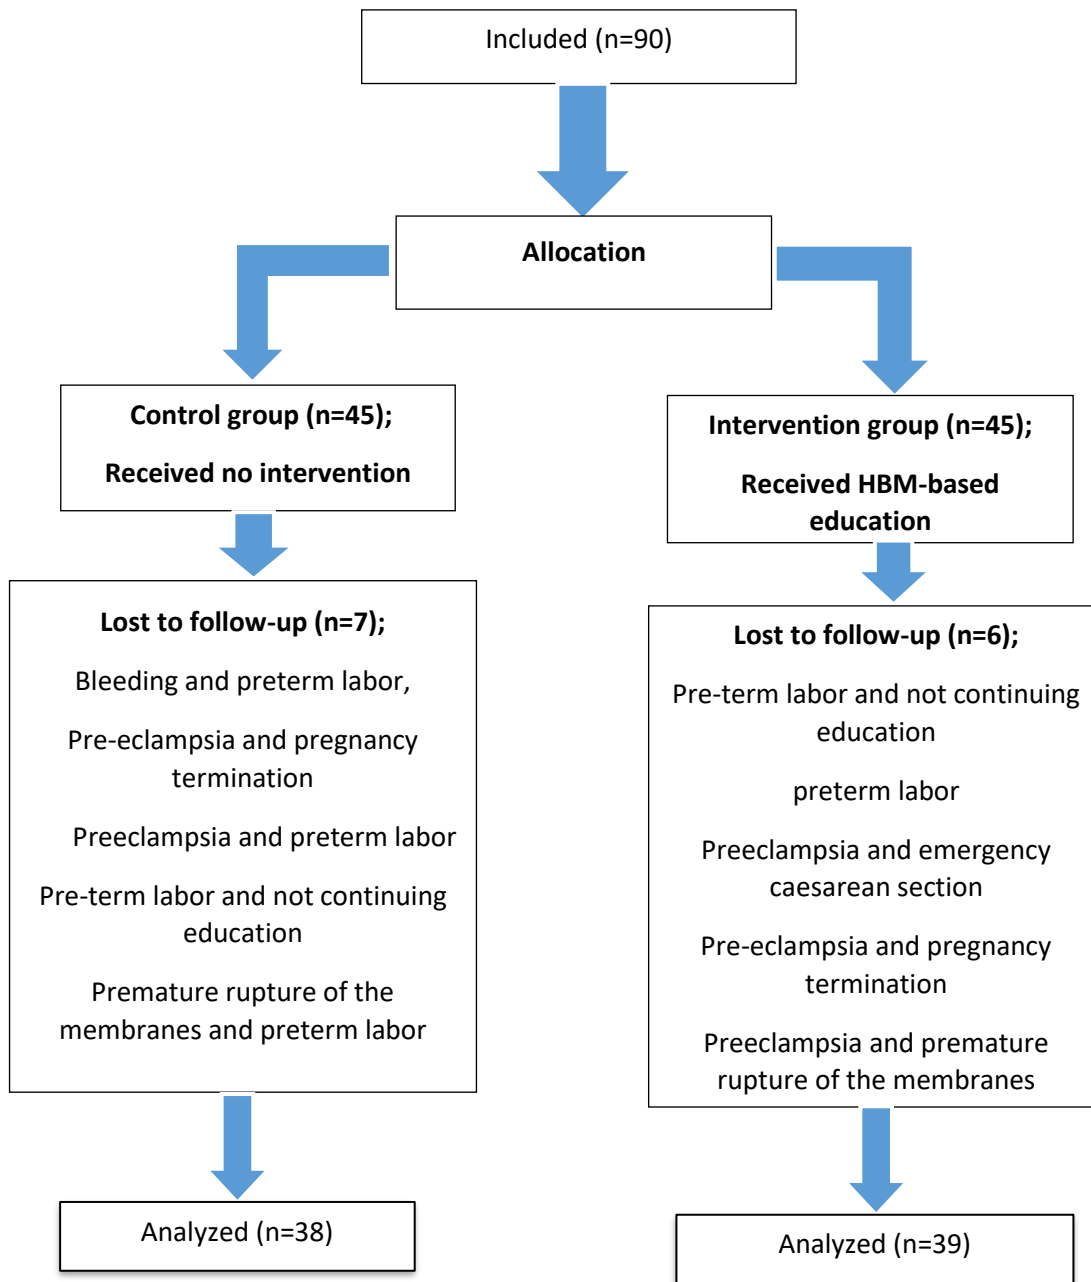 Included (n=90)
Allocation
Control group (n=45);
Received no intervention
Intervention group (n=45);
Received HBM-based
education
Lost to follow-up (n=7);
Bleeding and preterm labor,
Pre-eclampsia and pregnancy
termination
Preeclampsia and preterm labor
Pre-term labor and not continuing
education
Premature rupture of the
membranes and preterm labor
Lost to follow-up (n=6);
Pre-term labor and not continuing
education
preterm labor
Preeclampsia and emergency
caesarean section
Pre-eclampsia and pregnancy
termination
Preeclampsia and premature
rupture of the membranes
Analyzed (n=38)
Analyzed (n=39)